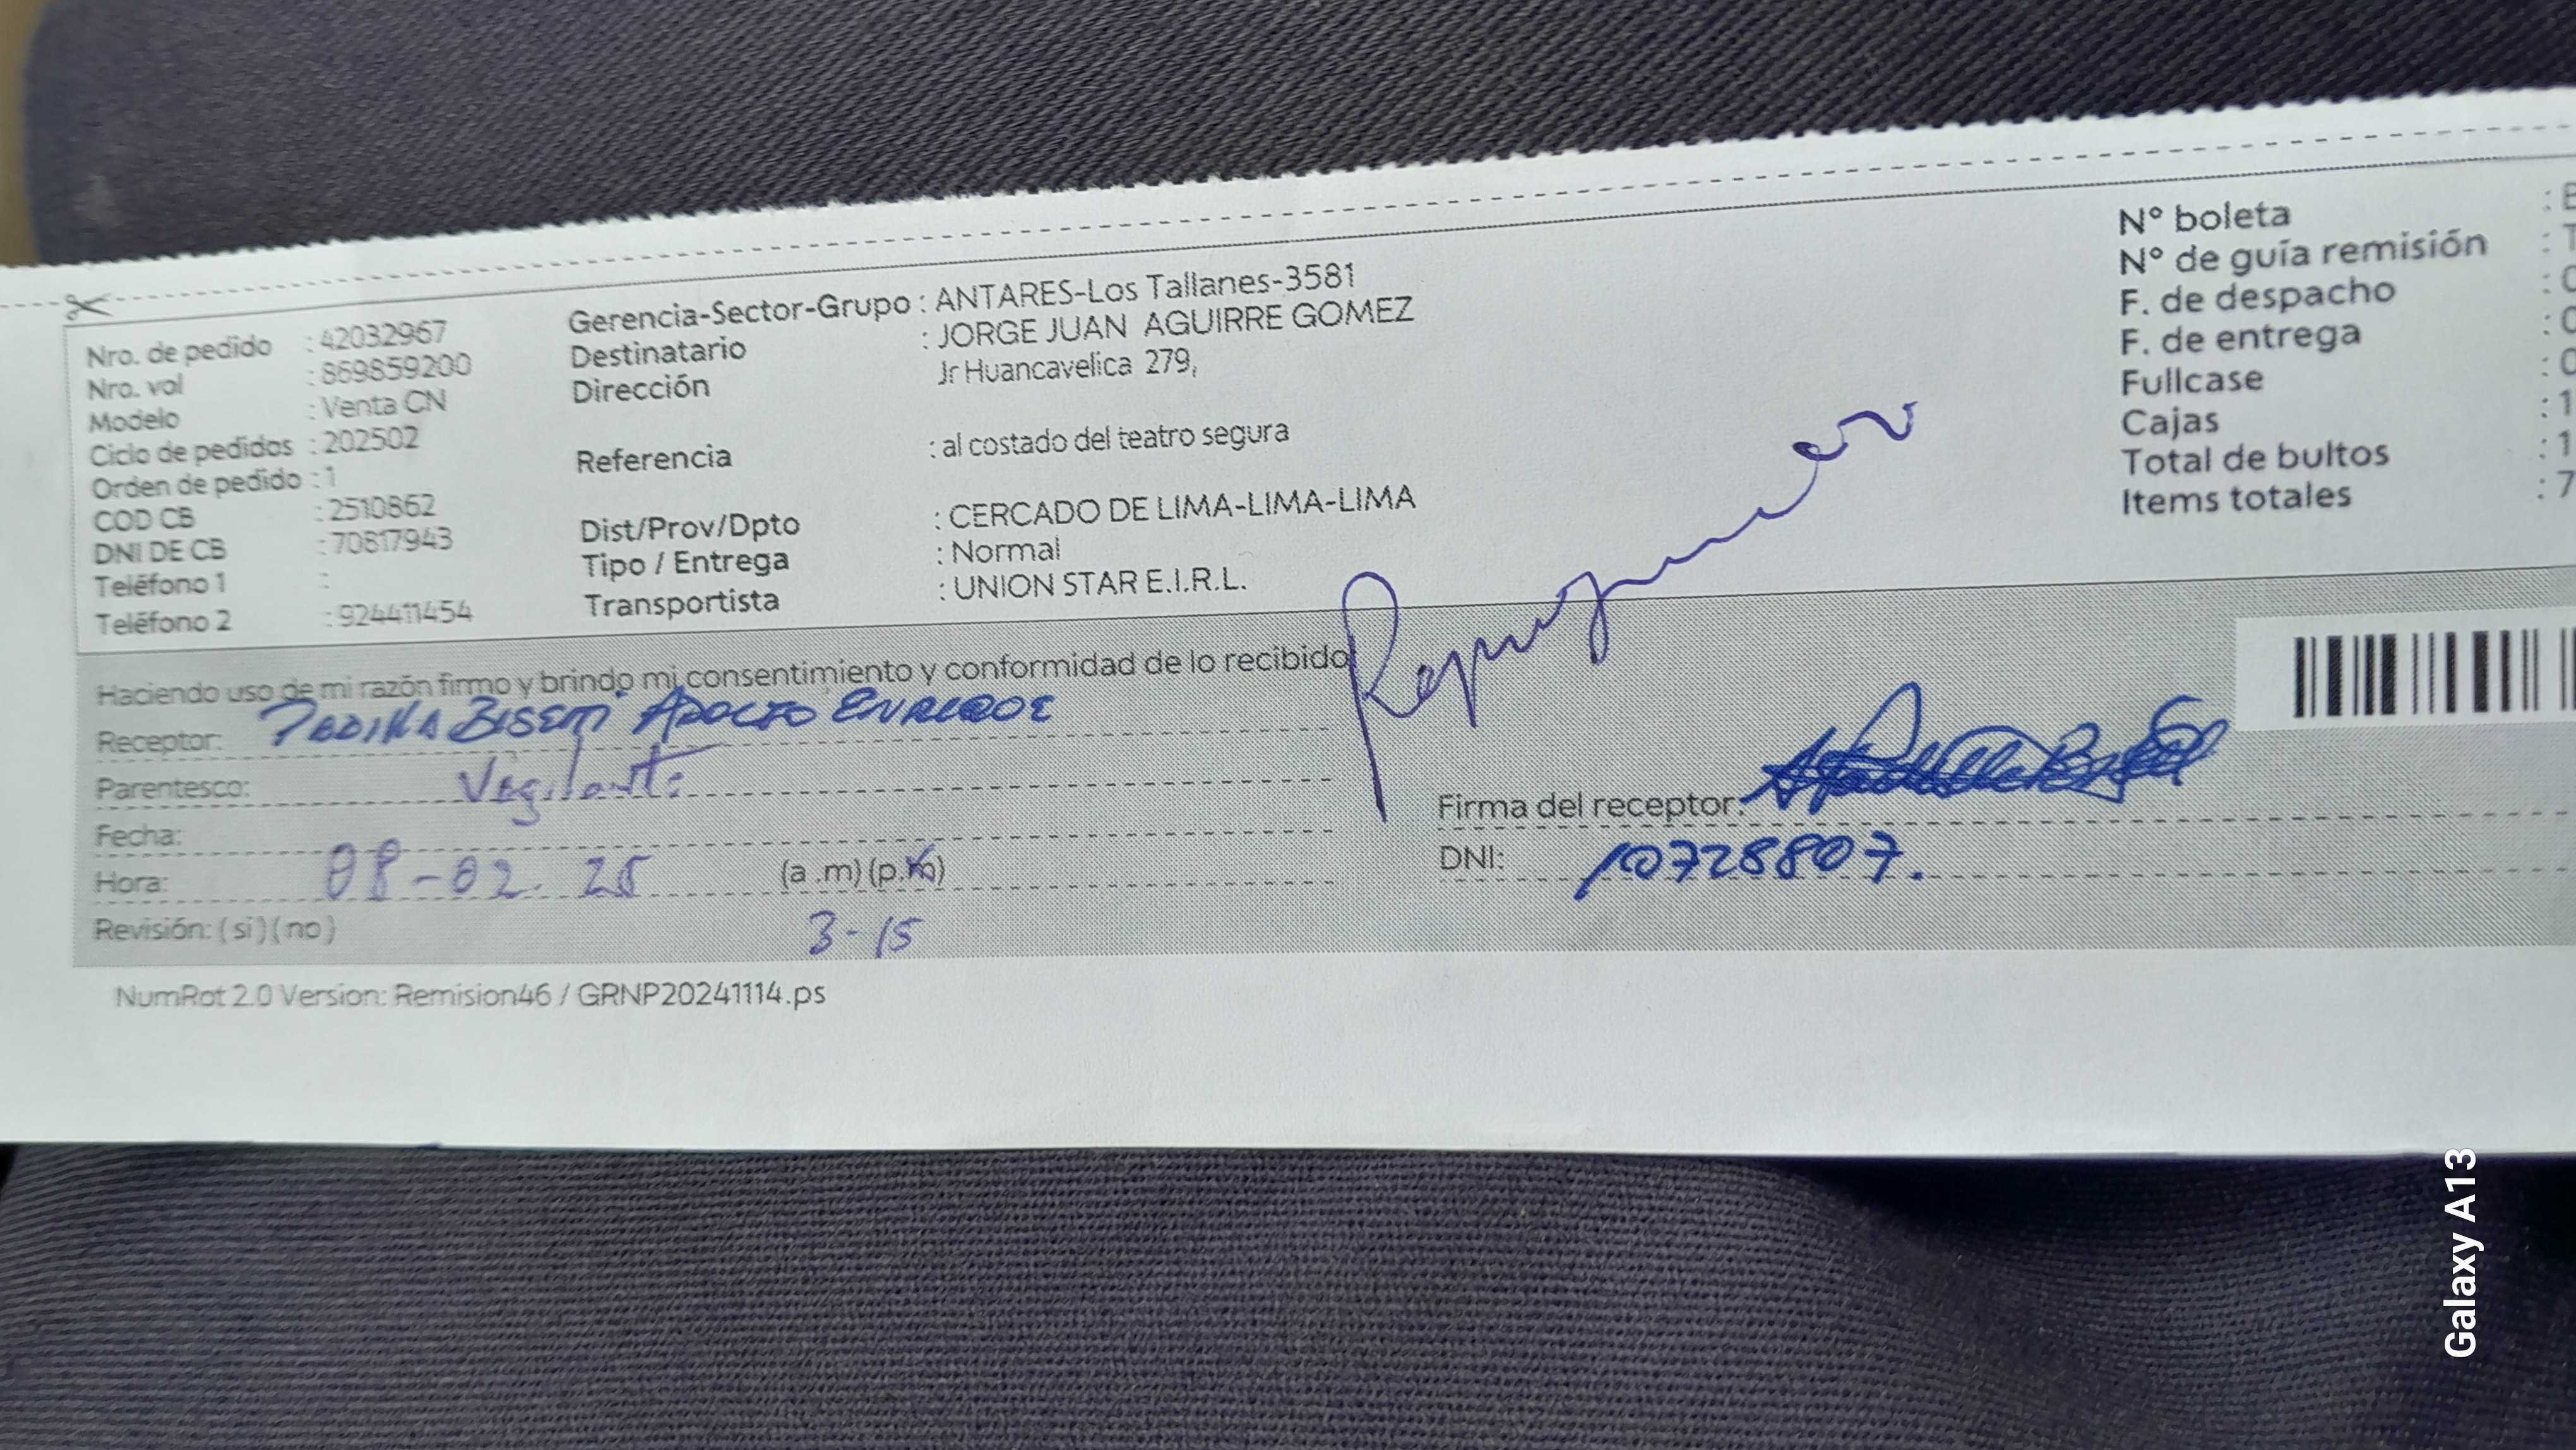 Nro. de pedido : 42032967
Nro. vol : 869859200
Modelo : Venta CN
Ciclo de pedidos : 202502
Orden de pedido : 1
COD CB : 2510862
DNI DE CB : 70817943
Teléfono 1 :
Teléfono 2 : 924411454
Gerencia-Sector-Grupo : ANTARES-Los Tallanes-3581
Destinatario : JORGE JUAN AGUIRRE GOMEZ
Dirección Jr Huancavelica 279,
Referencia : al costado del teatro segura
Dist/Prov/Dpto : CERCADO DE LIMA-LIMA-LIMA
Tipo / Entrega : Normal
Transportista : UNION STAR E.I.R.L.
N° boleta
N° de guía remisión
F. de despacho
F. de entrega
Fullcase
Cajas : 1
Total de bultos : 1
Items totales : 7
Haciendo uso de mi razón firmo y brindo mi consentimiento y conformidad de lo recibido
Receptor:
Parentesco: Vigilante
Fecha:
Hora: 08-02.25 (a .m) (p.m)
3-15
Revisión: ( si ) ( no )
Firma del receptor:
DNI: 10728807.
NumRot 2.0 Version: Remision46 / GRNP20241114.ps
Galaxy A13